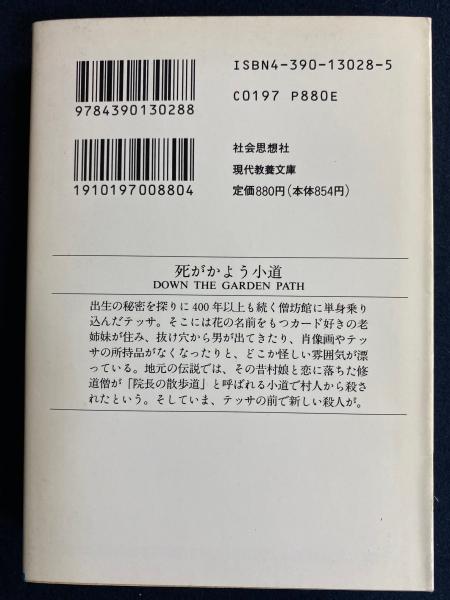 ISBN4-390-13028-5
9784390130288
C0197 P880E
1910197008804
社会思想社
現代教養文庫
定価880円(本体854円)
死がかよう小道
DOWN THE GARDEN PATH
出生の秘密を探りに400年以上も続く僧坊館に単身乗り
込んだテッサ。そこには花の名前をもつカード好きの老
姉妹が住み、抜け穴から男が出てきたり、肖像画やテッ
サの所持品がなくなったりと、どこか怪しい雰囲気が漂
っている。地元の伝説では、その昔村娘と恋に落ちた修
道僧が「院長の散歩道」と呼ばれる小道で村人から殺さ
れたという。そしていま、テッサの前で新しい殺人が。